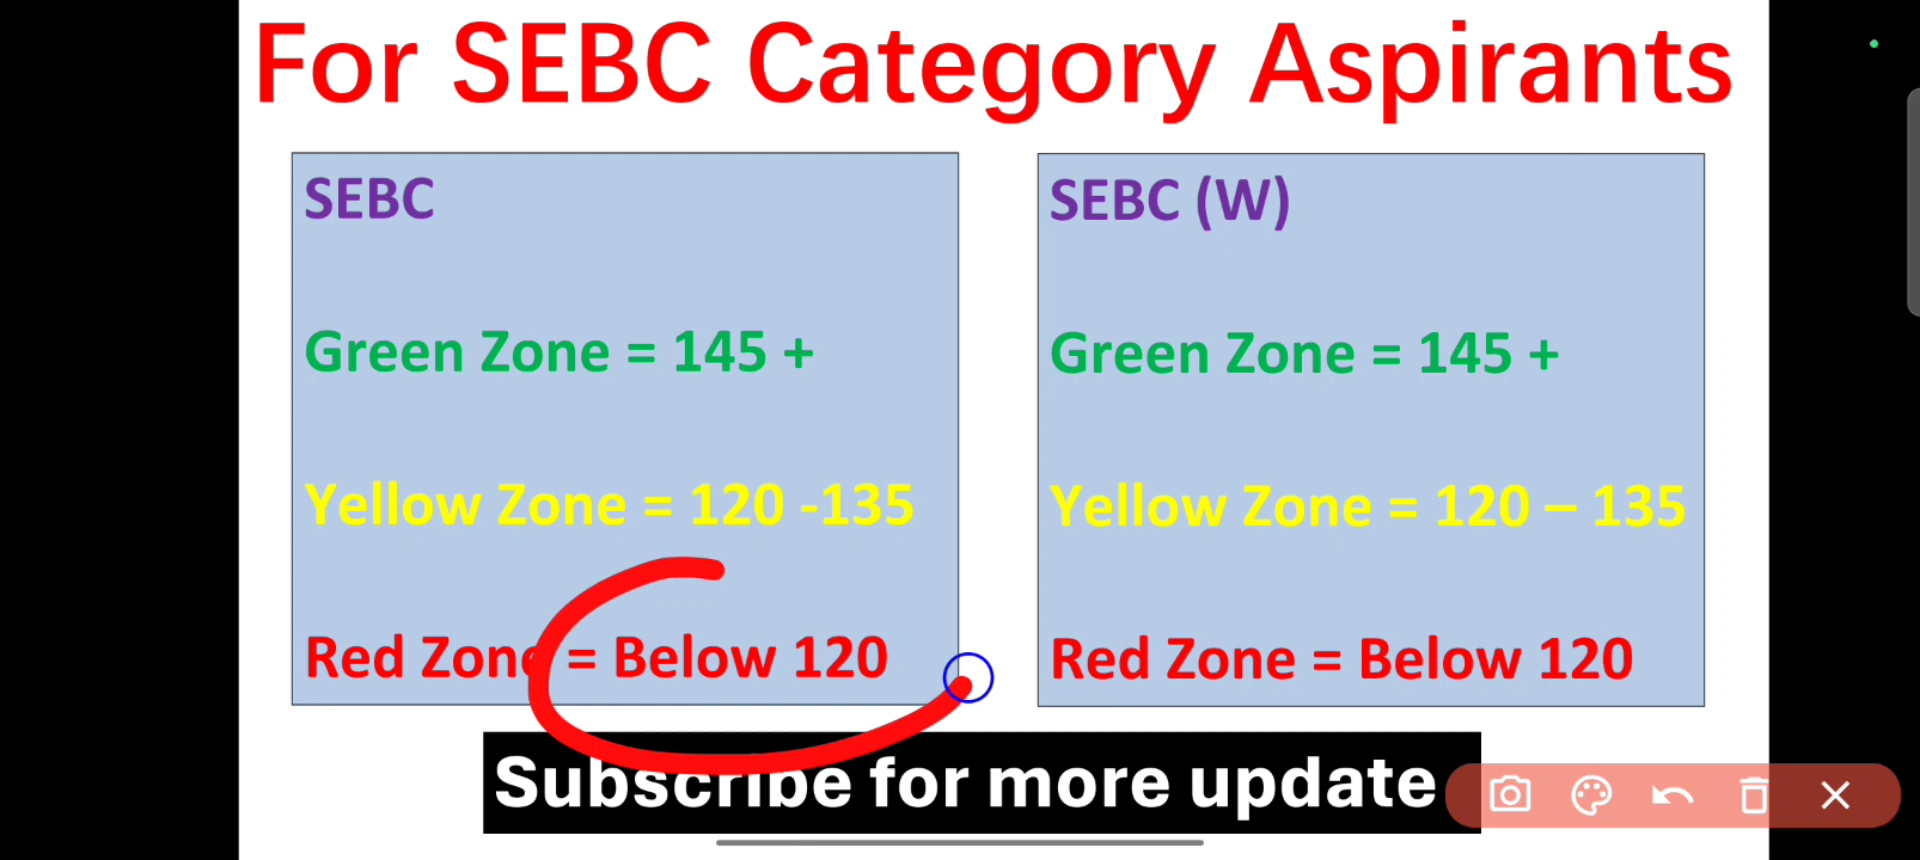 For SEBC Category Aspirants
SEBC
Green Zone = 145 +
Yellow Zone = 120 -135
Red Zone = Below 120
SEBC (W)
Green Zone = 145 +
Yellow Zone = 120 – 135
Red Zone = Below 120
Subscribe for more update